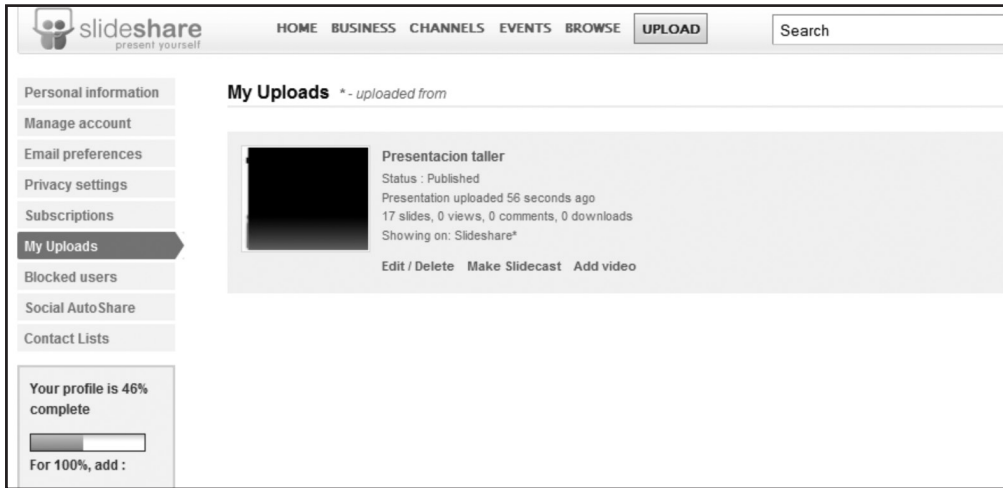 slideshare
present yourself
HOME BUSINESS CHANNELS EVENTS BROWSE UPLOAD Search
Personal information
Manage account
Email preferences
Privacy settings
Subscriptions
My Uploads
Blocked users
Social AutoShare
Contact Lists
Your profile is 46%
complete
For 100%, add :
My Uploads * - uploaded from
Presentacion taller
Status : Published
Presentation uploaded 56 seconds ago
17 slides, 0 views, 0 comments, 0 downloads
Showing on: Slideshare*
Edit / Delete Make Slidecast Add video